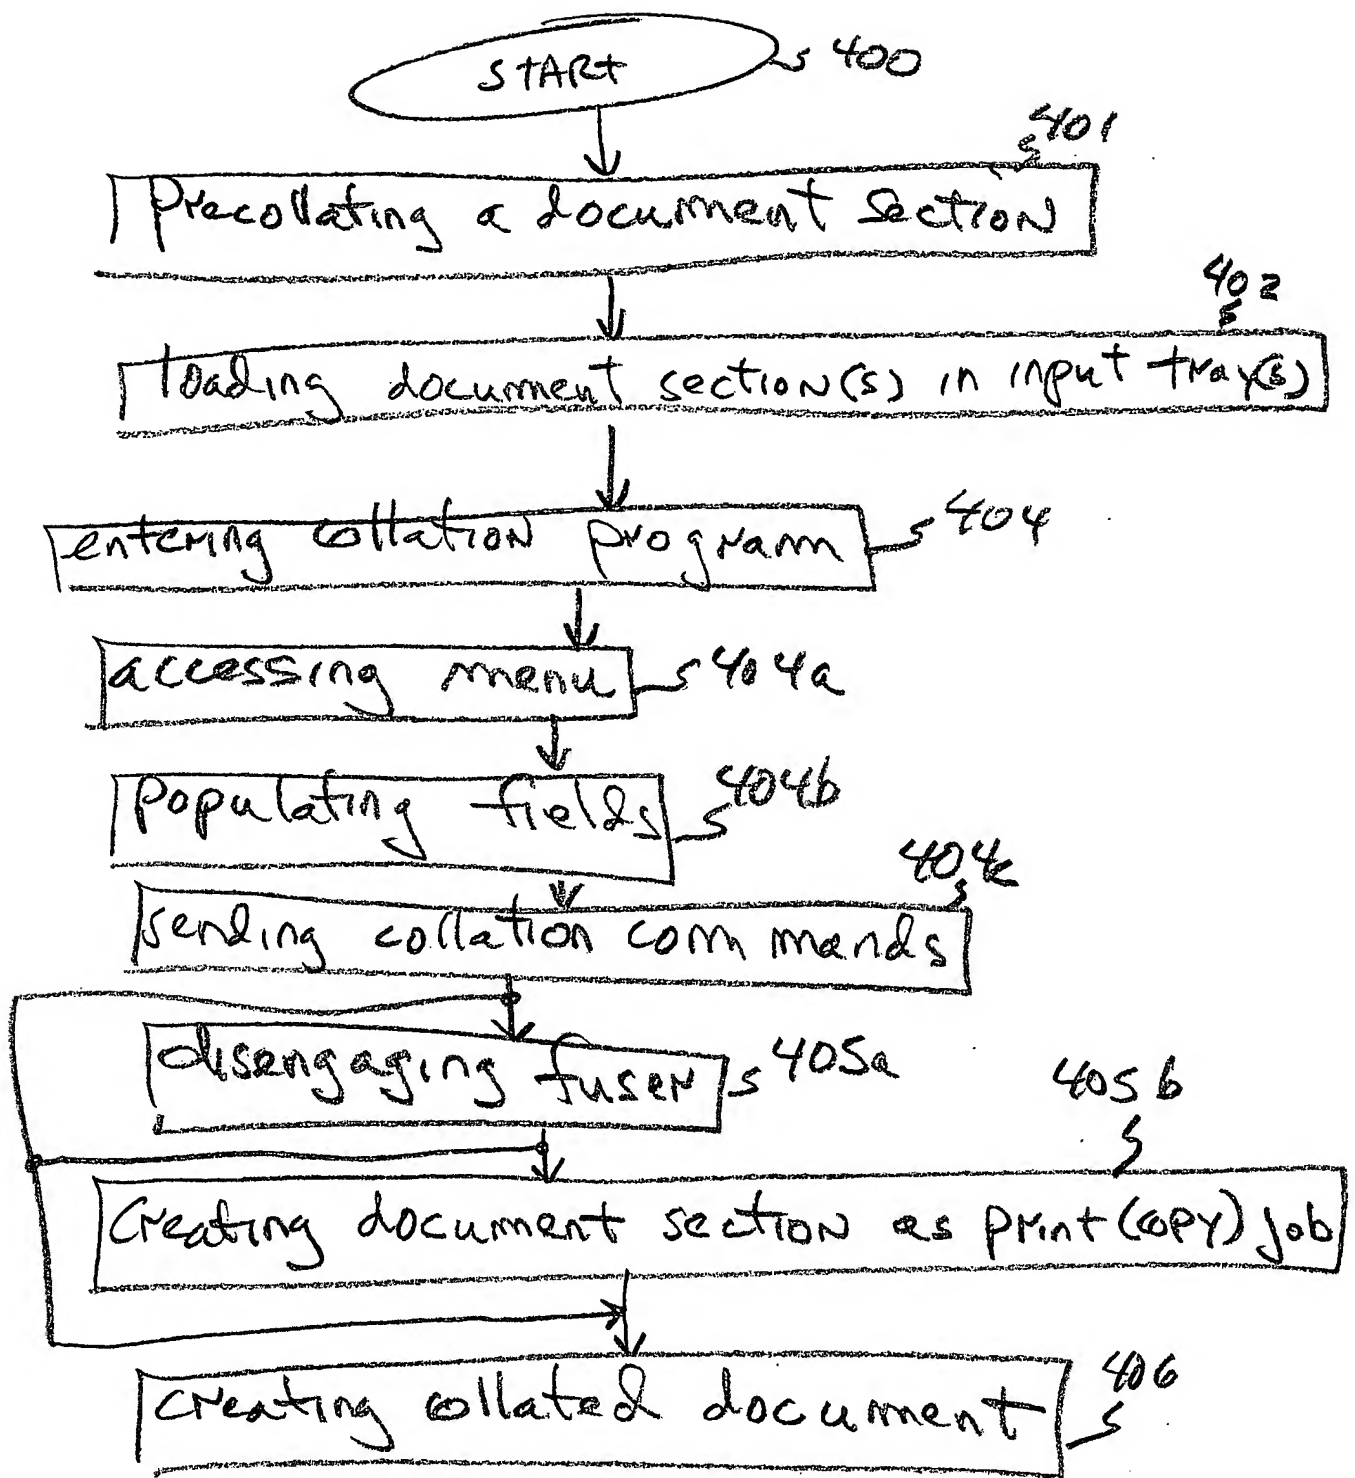 START 400
401
Precollating a document section
402
loading document section(s) in input tray(s)
entering collation program 404
accessing menu 404a
populating fields 404b
404c
sending collation commands
disengaging fuser 405a
405b
Creating document section as print (copy) job
creating collated document 406